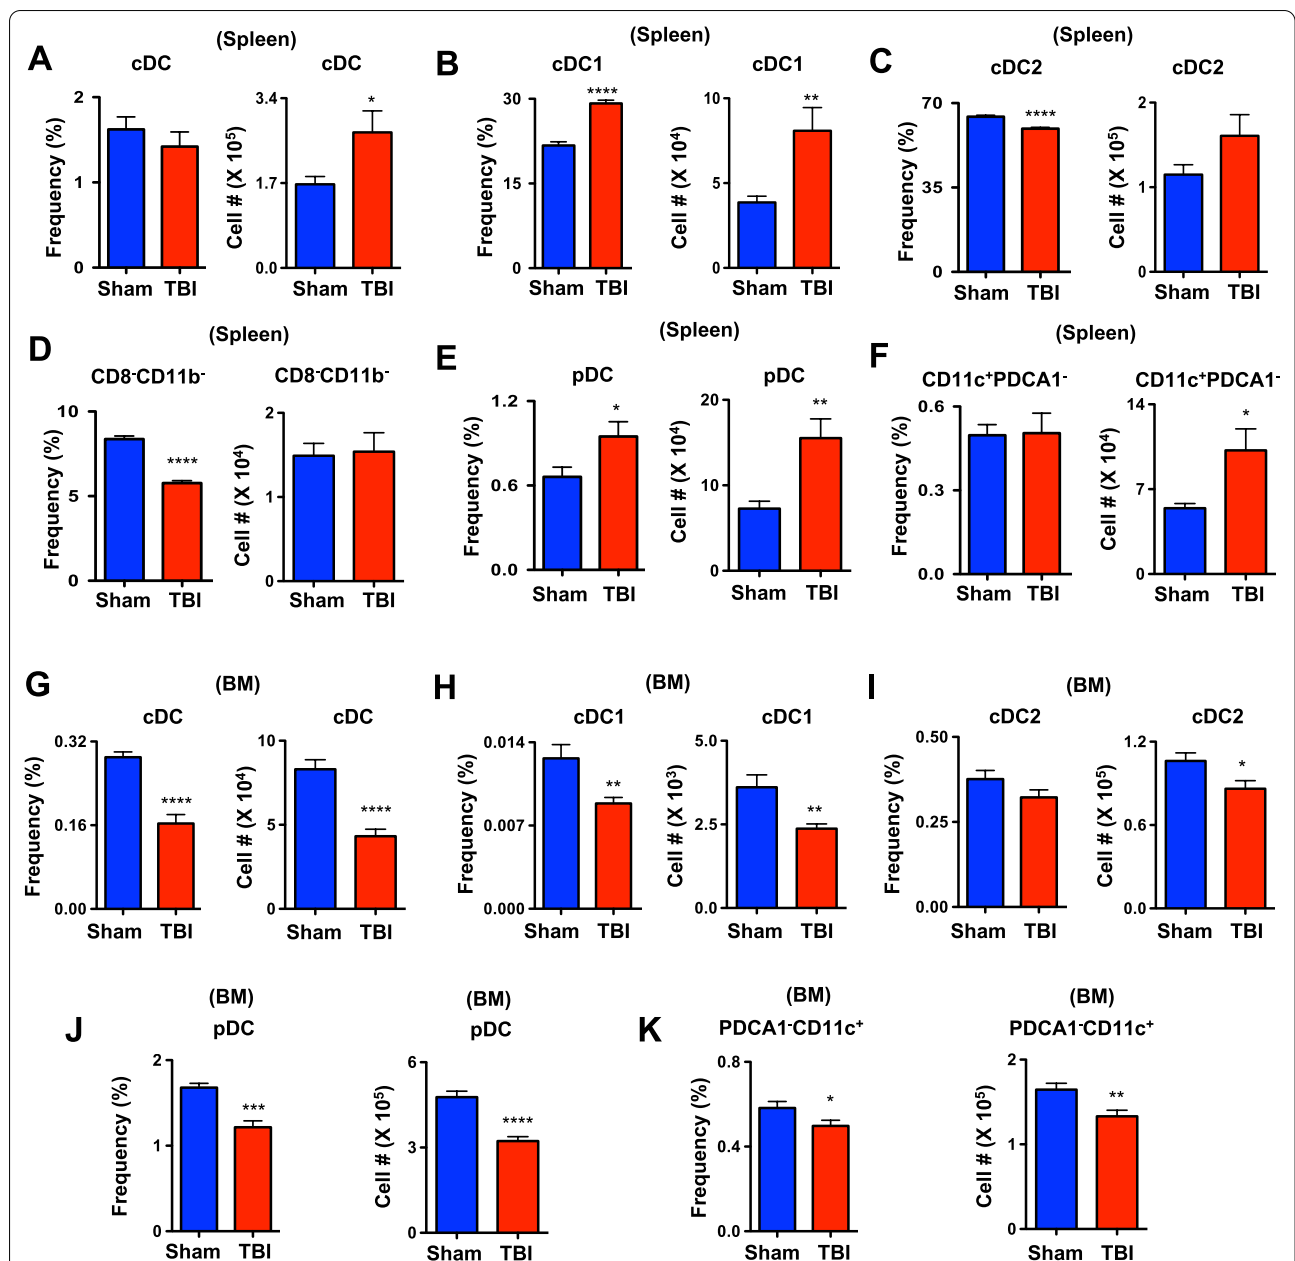 (Spleen)
A
cDC
cDC
Frequency (%)
2
1
0
Sham TBI
Cell # (X 10⁵)
3.4
1.7
0.0
*
Sham TBI
(Spleen)
B
cDC1
cDC1
Frequency (%)
30
15
0
****
Sham TBI
Cell # (X 10⁴)
10
5
0
**
Sham TBI
(Spleen)
C
cDC2
cDC2
Frequency (%)
70
35
0
****
Sham TBI
Cell # (X 10⁵)
2
1
0
Sham TBI
(Spleen)
D
CD8⁻CD11b⁻
CD8⁻CD11b⁻
Frequency (%)
10
5
0
****
Sham TBI
Cell # (X 10⁴)
2
1
0
Sham TBI
(Spleen)
E
pDC
pDC
Frequency (%)
1.2
0.6
0.0
*
Sham TBI
Cell # (X 10⁴)
20
10
0
**
Sham TBI
(Spleen)
F
CD11c⁺PDCA1⁻
CD11c⁺PDCA1⁻
Frequency (%)
0.6
0.3
0.0
Sham TBI
Cell # (X 10⁴)
14
7
0
*
Sham TBI
(BM)
G
cDC
cDC
Frequency (%)
0.32
0.16
0.00
****
Sham TBI
Cell # (X 10⁴)
10
5
0
****
Sham TBI
(BM)
H
cDC1
cDC1
Frequency (%)
0.014
0.007
0.000
**
Sham TBI
Cell # (X 10³)
5.0
2.5
0.0
**
Sham TBI
(BM)
I
cDC2
cDC2
Frequency (%)
0.50
0.25
0.00
Sham TBI
Cell # (X 10⁵)
1.2
0.6
0.0
*
Sham TBI
J
(BM)
pDC
Frequency (%)
2
1
0
***
Sham TBI
(BM)
pDC
Cell # (X 10⁵)
6
3
0
****
Sham TBI
K
(BM)
PDCA1⁻CD11c⁺
Frequency (%)
0.8
0.4
0.0
*
Sham TBI
(BM)
PDCA1⁻CD11c⁺
Cell # (X 10⁵)
2
1
0
**
Sham TBI